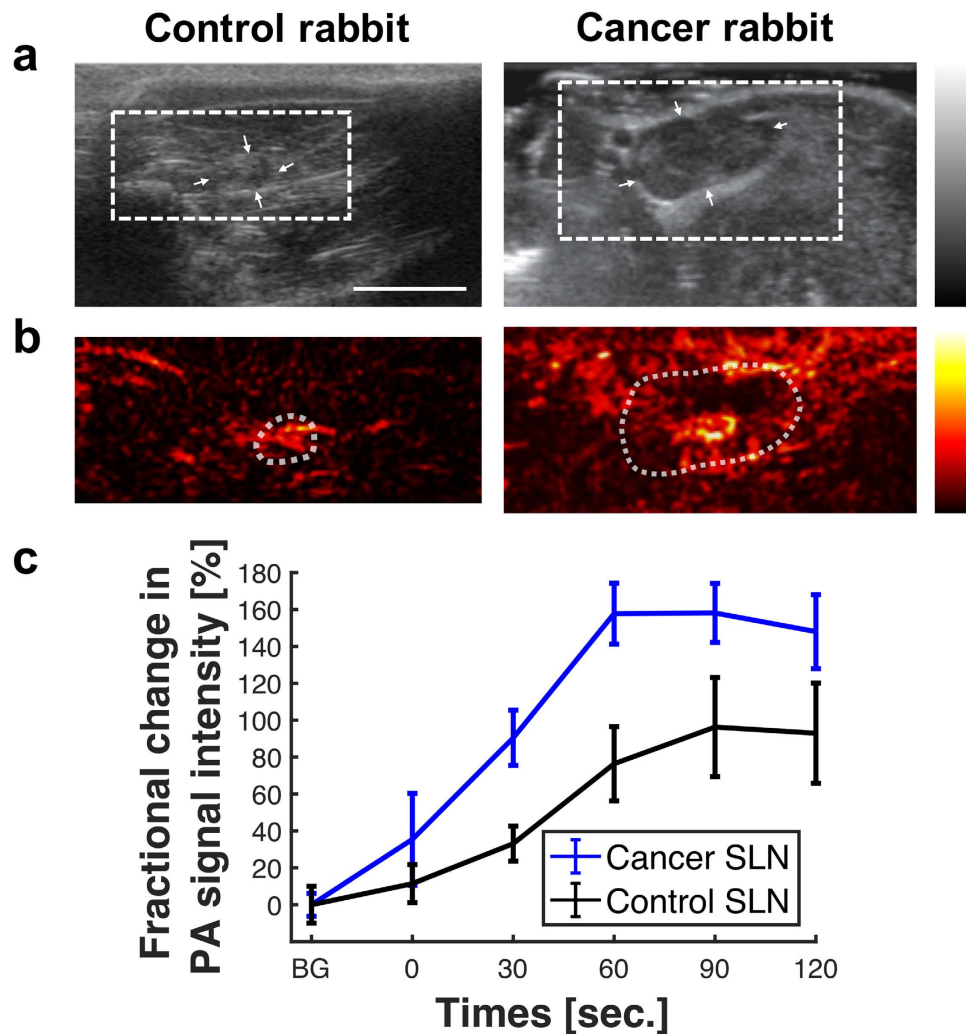 Control rabbit
Cancer rabbit
a
b
c
Fractional change in
PA signal intensity [%]
180
160
140
120
100
80
60
40
20
0
BG
0
30
60
90
120
Times [sec.]
Cancer SLN
Control SLN